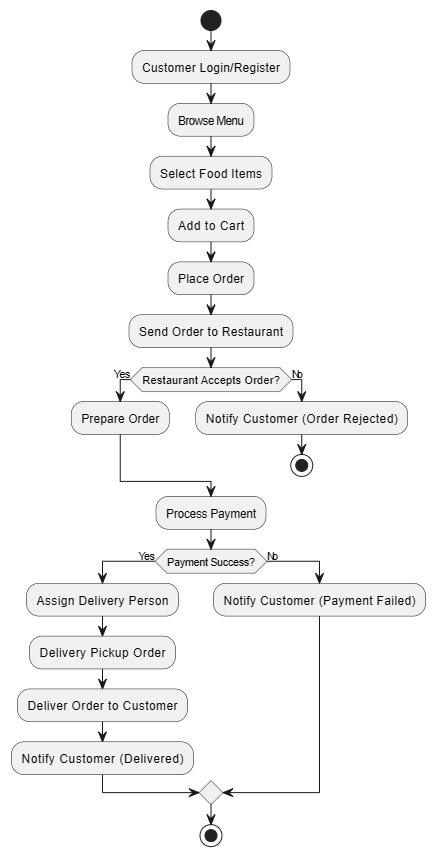 Customer Login/Register
Browse Menu
Select Food Items
Add to Cart
Place Order
Send Order to Restaurant
Yes
Restaurant Accepts Order?
No
Prepare Order
Notify Customer (Order Rejected)
Process Payment
Yes
Payment Success?
No
Assign Delivery Person
Notify Customer (Payment Failed)
Delivery Pickup Order
Deliver Order to Customer
Notify Customer (Delivered)